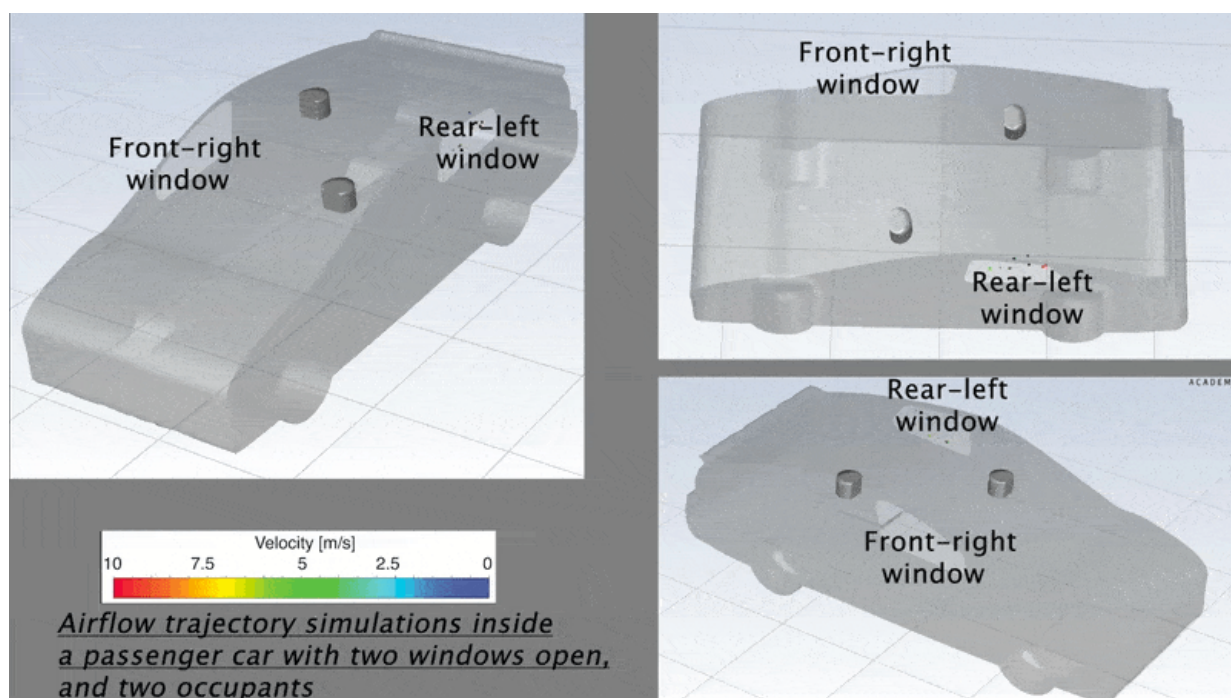 Front-right
window
Rear-left
window
Front-right
window
Rear-left
window
ACADEM
Rear-left
window
Front-right
window
Velocity [m/s]
10 7.5 5 2.5 0
Airflow trajectory simulations inside
a passenger car with two windows open,
and two occupants